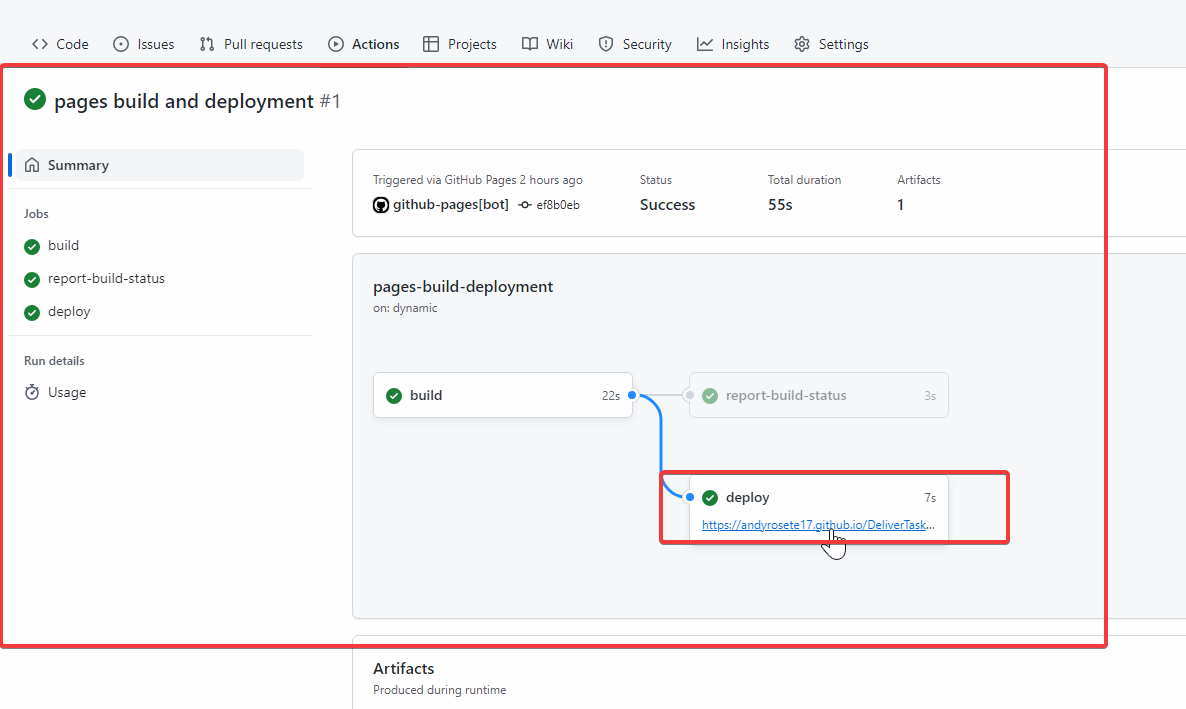 Code Issues Pull requests Actions Projects Wiki Security Insights Settings
pages build and deployment #1
Summary
Jobs
build
report-build-status
deploy
Run details
Usage
Triggered via GitHub Pages 2 hours ago
github-pages[bot] ef8b0eb
Status
Success
Total duration
55s
Artifacts
1
pages-build-deployment
on: dynamic
build 22s
report-build-status 3s
deploy 7s
https://andyrosete17.github.io/DeliverTask...
Artifacts
Produced during runtime